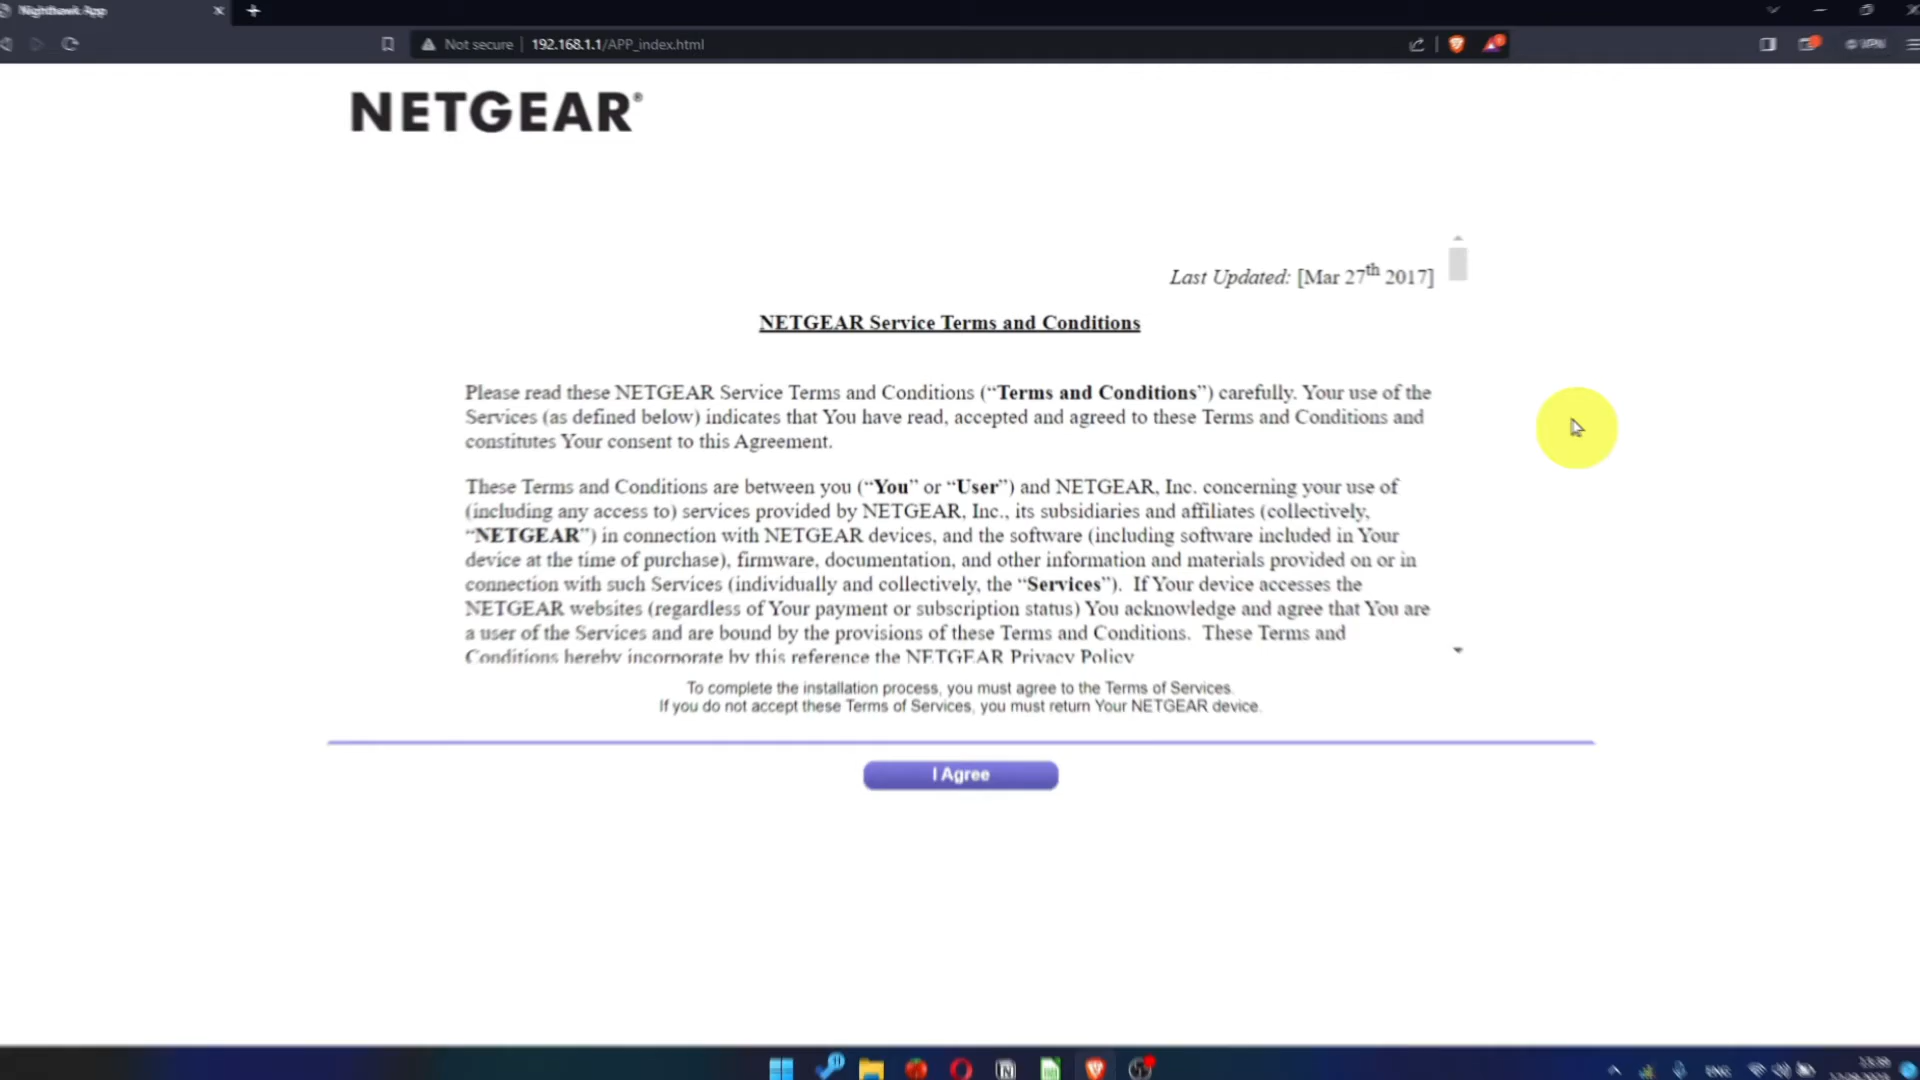 Nighthawk App
Not secure 192.168.1.1/APP_index.html
VPN
NETGEAR®
Last Updated: [Mar 27th 2017]
NETGEAR Service Terms and Conditions
Please read these NETGEAR Service Terms and Conditions (“Terms and Conditions”) carefully. Your use of the
Services (as defined below) indicates that You have read, accepted and agreed to these Terms and Conditions and
constitutes Your consent to this Agreement.
These Terms and Conditions are between you (“You” or “User”) and NETGEAR, Inc. concerning your use of
(including any access to) services provided by NETGEAR, Inc., its subsidiaries and affiliates (collectively,
“NETGEAR”) in connection with NETGEAR devices, and the software (including software included in Your
device at the time of purchase), firmware, documentation, and other information and materials provided on or in
connection with such Services (individually and collectively, the “Services”). If Your device accesses the
NETGEAR websites (regardless of Your payment or subscription status) You acknowledge and agree that You are
a user of the Services and are bound by the provisions of these Terms and Conditions. These Terms and
Conditions hereby incorporate by this reference the NETGEAR Privacy Policy
To complete the installation process, you must agree to the Terms of Services.
If you do not accept these Terms of Services, you must return Your NETGEAR device.
I Agree
ENG